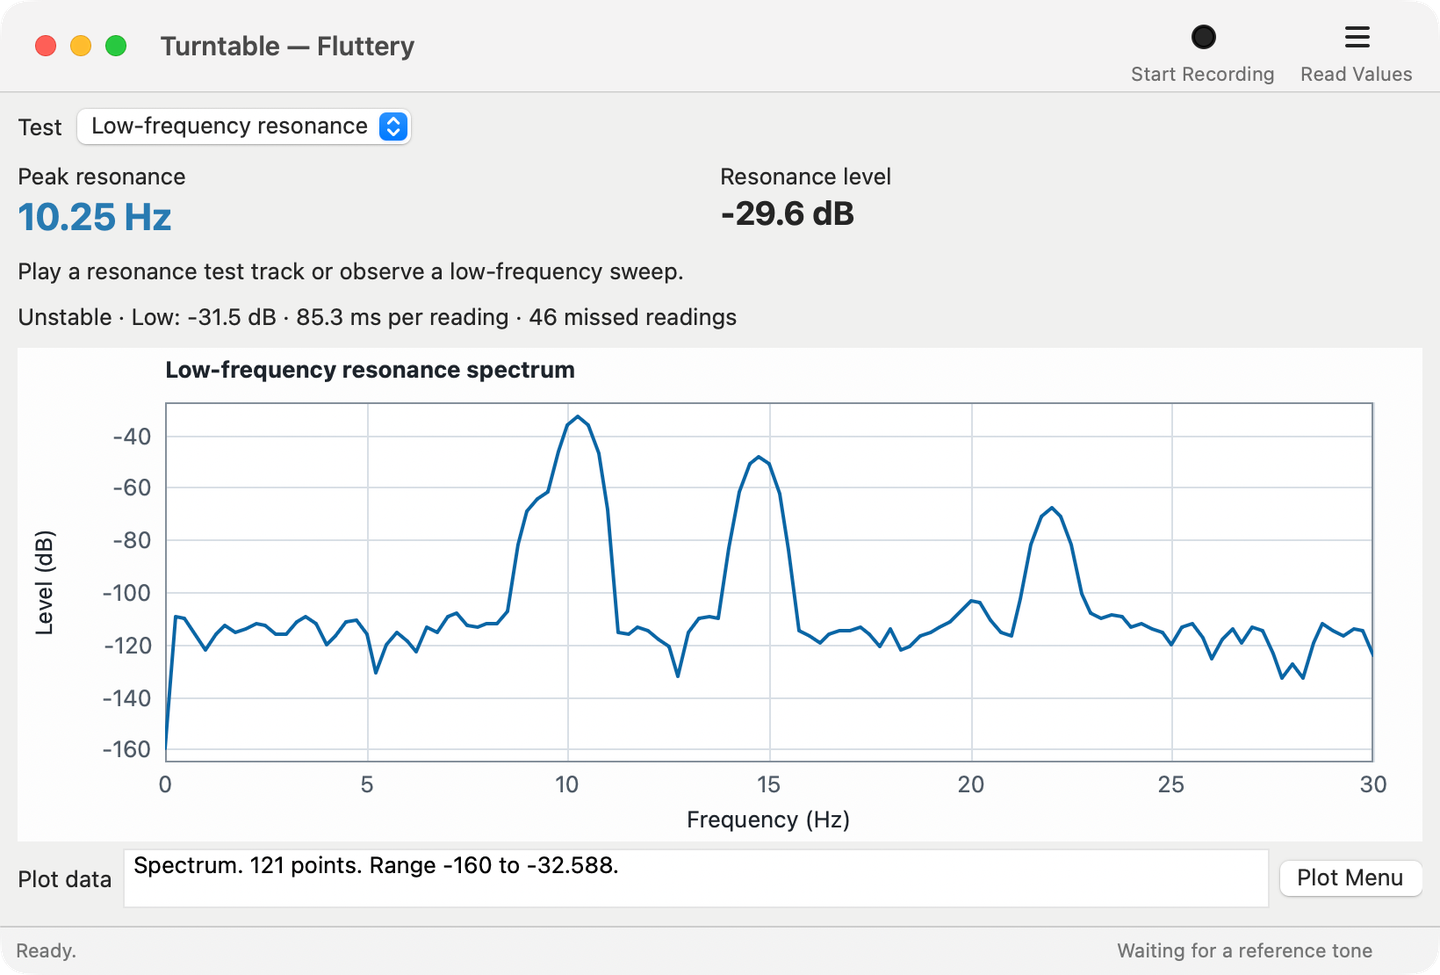 Turntable — Fluttery
Start Recording
Read Values
Test
Low-frequency resonance
Peak resonance
10.25 Hz
Resonance level
-29.6 dB
Play a resonance test track or observe a low-frequency sweep.
Unstable · Low: -31.5 dB · 85.3 ms per reading · 46 missed readings
Low-frequency resonance spectrum
Level (dB)
-40
-60
-80
-100
-120
-140
-160
0
5
10
15
20
25
30
Frequency (Hz)
Plot data
Spectrum. 121 points. Range -160 to -32.588.
Plot Menu
Ready.
Waiting for a reference tone